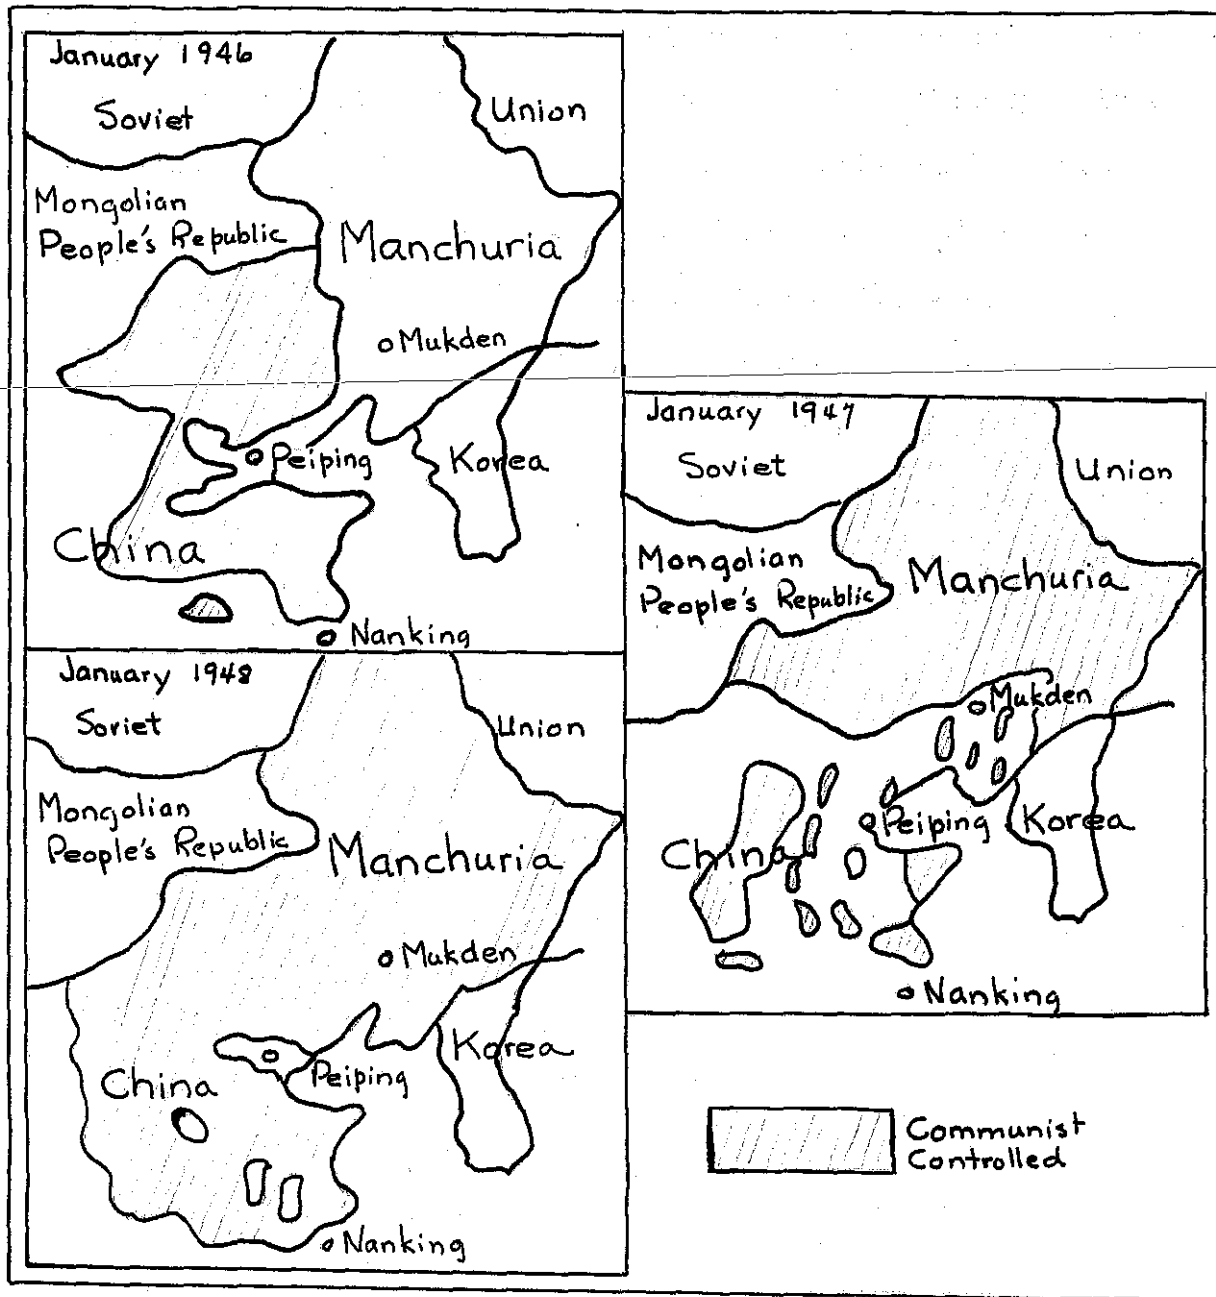 January 1946
Soviet
Union
Mongolian
People's Republic
Manchuria
Mukden
Peiping
Korea
China
Nanking
January 1947
Soviet
Union
Mongolian
People's Republic
Manchuria
Mukden
Peiping
Korea
China
Nanking
January 1948
Soviet
Union
Mongolian
People's Republic
Manchuria
Mukden
Korea
Peiping
China
Nanking
Communist
Controlled